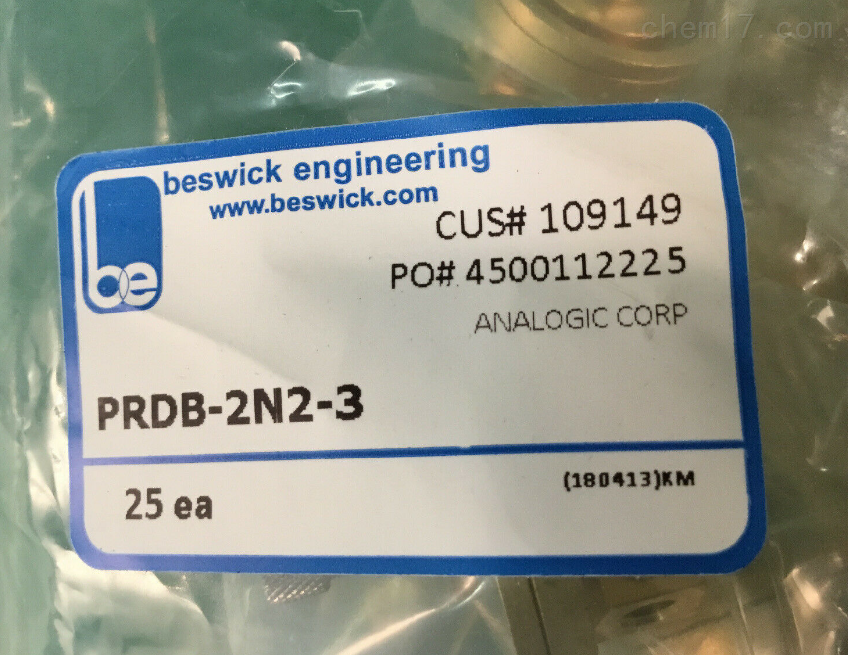 chem17.com
beswick engineering
www.beswick.com
be
CUS# 109149
PO# 4500112225
ANALOGIC CORP
PRDB-2N2-3
25 ea
(180413)KM